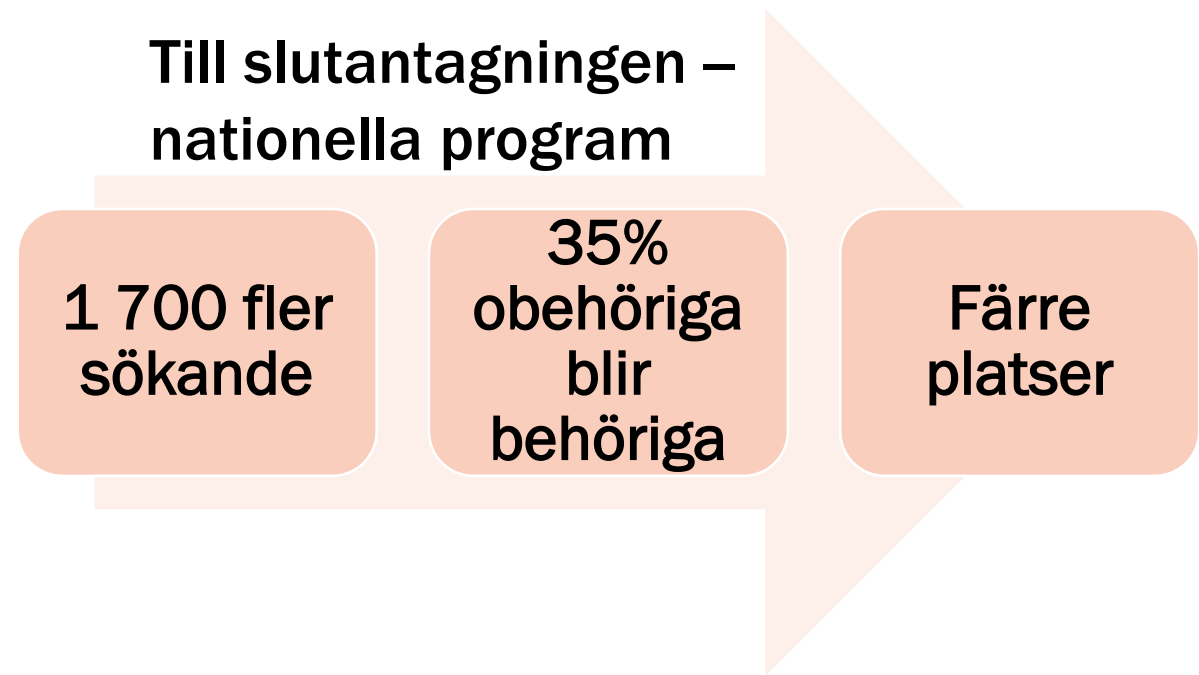 Till slutantagningen –
nationella program
1 700 fler
sökande
35%
obehöriga
blir
behöriga
Färre
platser